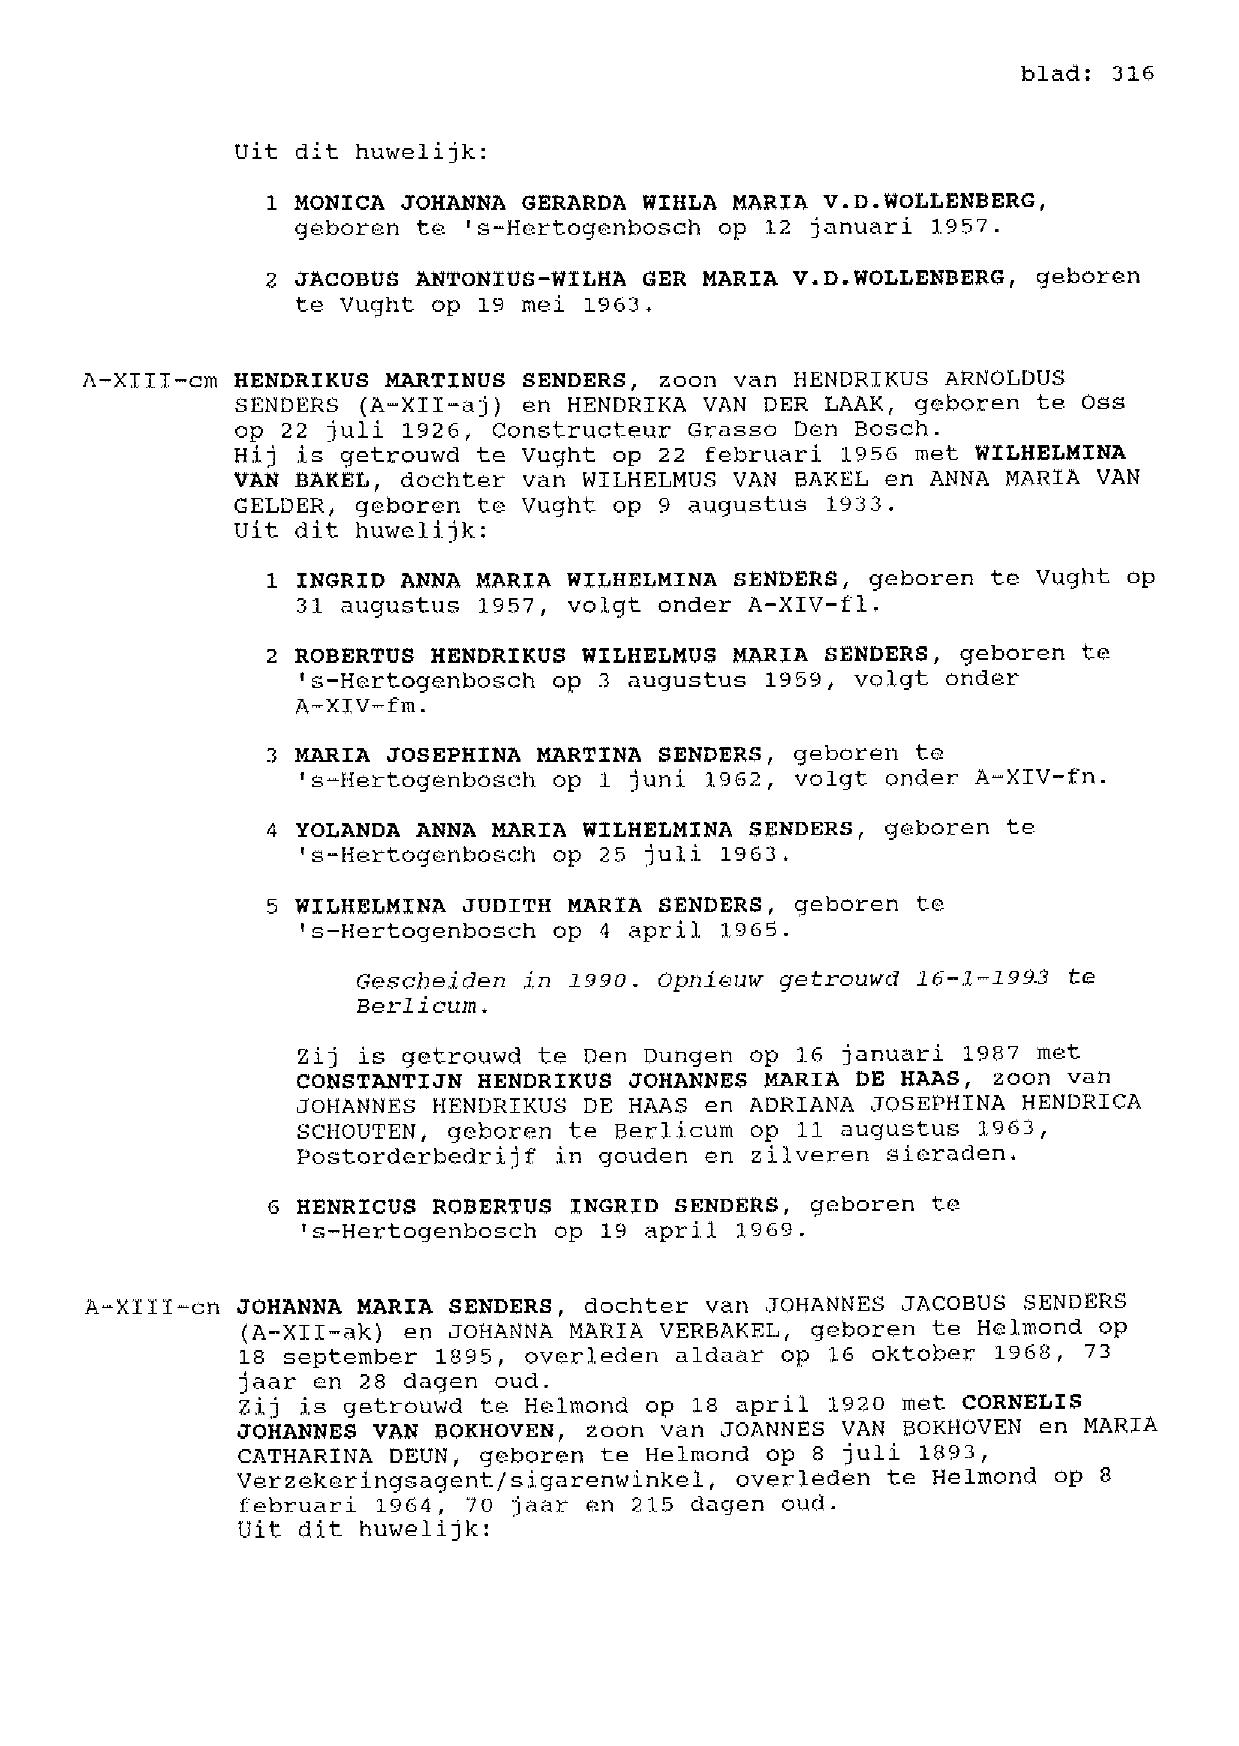 blad: 316
Uit dit huwelijk:
1 MONICA JOHANNA GERARDA WIHLA MARIA V.D.WOLLENBERG,
geboren te 's-Hertogenbosch op 12 januari 1957.
2 JACOBUS ANTONIUS-WILHA GER MARIA V.D.WOLLENBERG, geboren
te Vught op 19 mei 1963.
A-XIII-cm HENDRIKUS MARTINUS SENDERS, zoon van HENDRIKUS ARNOLDUS
SENDERS (A-XII-aj) en HENDRIKA VAN DER LAAK, geboren te Oss
op 22 juli 1926, Constructeur Grasso Den Bosch.
Hij is getrouwd te Vught op 22 februari 1956 met WILHELMINA
VAN BAKEL, dochter van WILHELMUS VAN BAKEL en ANNA MARIA VAN
GELDER, geboren te Vught op 9 augustus 1933.
Uit dit huwelijk:
1 INGRID ANNA MARIA WILHELMINA SENDERS, geboren te Vught op
31 augustus 1957, volgt onder A-XIV-fl.
2 ROBERTUS HENDRIKUS WILHELMUS MARIA SENDERS, geboren te
's-Hertogenbosch op 3 augustus 1959, volgt onder
A-XIV-fm.
3 MARIA JOSEPHINA MARTINA SENDERS, geboren te
's-Hertogenbosch op 1 juni 1962, volgt onder A-XIV-fn.
4 YOLANDA ANNA MARIA WILHELMINA SENDERS, geboren te
's-Hertogenbosch op 25 juli 1963.
5 WILHELMINA JUDITH MARIA SENDERS, geboren te
's-Hertogenbosch op 4 april 1965.
Gescheiden in 1990. Opnieuw getrouwd 16-1-1993 te
Berlicum.
Zij is getrouwd te Den Dungen op 16 januari 1987 met
CONSTANTIJN HENDRIKUS JOHANNES MARIA DE HAAS, zoon van
JOHANNES HENDRIKUS DE HAAS en ADRIANA JOSEPHINA HENDRICA
SCHOUTEN, geboren te Berlicum op 11 augustus 1963,
Postorderbedrijf in gouden en zilveren sieraden.
6 HENRICUS ROBERTUS INGRID SENDERS, geboren te
's-Hertogenbosch op 19 april 1969.
A-XIII-cn JOHANNA MARIA SENDERS, dochter van JOHANNES JACOBUS SENDERS
(A-XII-ak) en JOHANNA MARIA VERBAKEL, geboren te Helmond op
18 september 1895, overleden aldaar op 16 oktober 1968, 73
jaar en 28 dagen oud.
Zij is getrouwd te Helmond op 18 april 1920 met CORNELIS
JOHANNES VAN BOKHOVEN, zoon van JOANNES VAN BOKHOVEN en MARIA
CATHARINA DEUN, geboren te Helmond op 8 juli 1893,
Verzekeringsagent/sigarenwinkel, overleden te Helmond op 8
februari 1964, 70 jaar en 215 dagen oud.
Uit dit huwelijk: